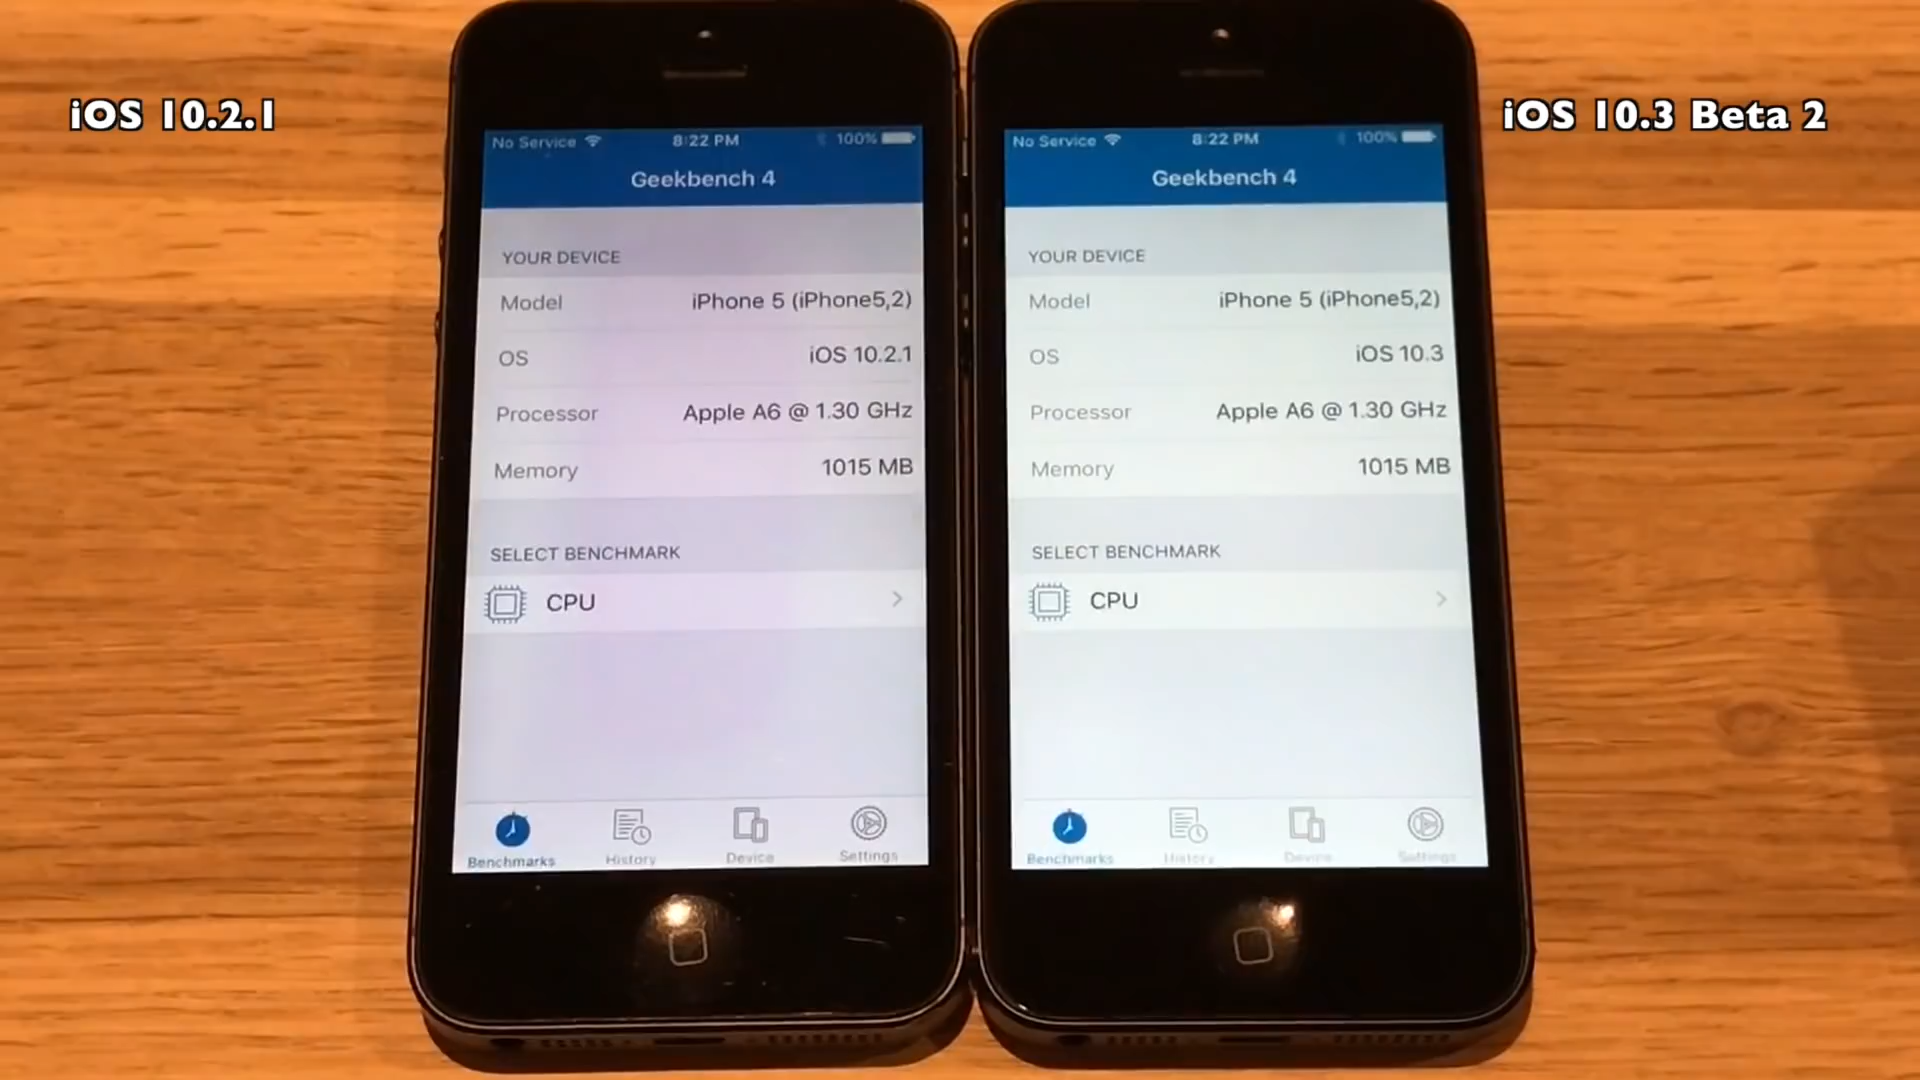 iOS 10.2.1
No Service 8:22 PM 100%
Geekbench 4
YOUR DEVICE
Model iPhone 5 (iPhone5,2)
OS iOS 10.2.1
Processor Apple A6 @ 1.30 GHz
Memory 1015 MB
SELECT BENCHMARK
CPU
Benchmarks History Device Settings
iOS 10.3 Beta 2
No Service 8:22 PM 100%
Geekbench 4
YOUR DEVICE
Model iPhone 5 (iPhone5,2)
OS iOS 10.3
Processor Apple A6 @ 1.30 GHz
Memory 1015 MB
SELECT BENCHMARK
CPU
Benchmarks History Device Settings